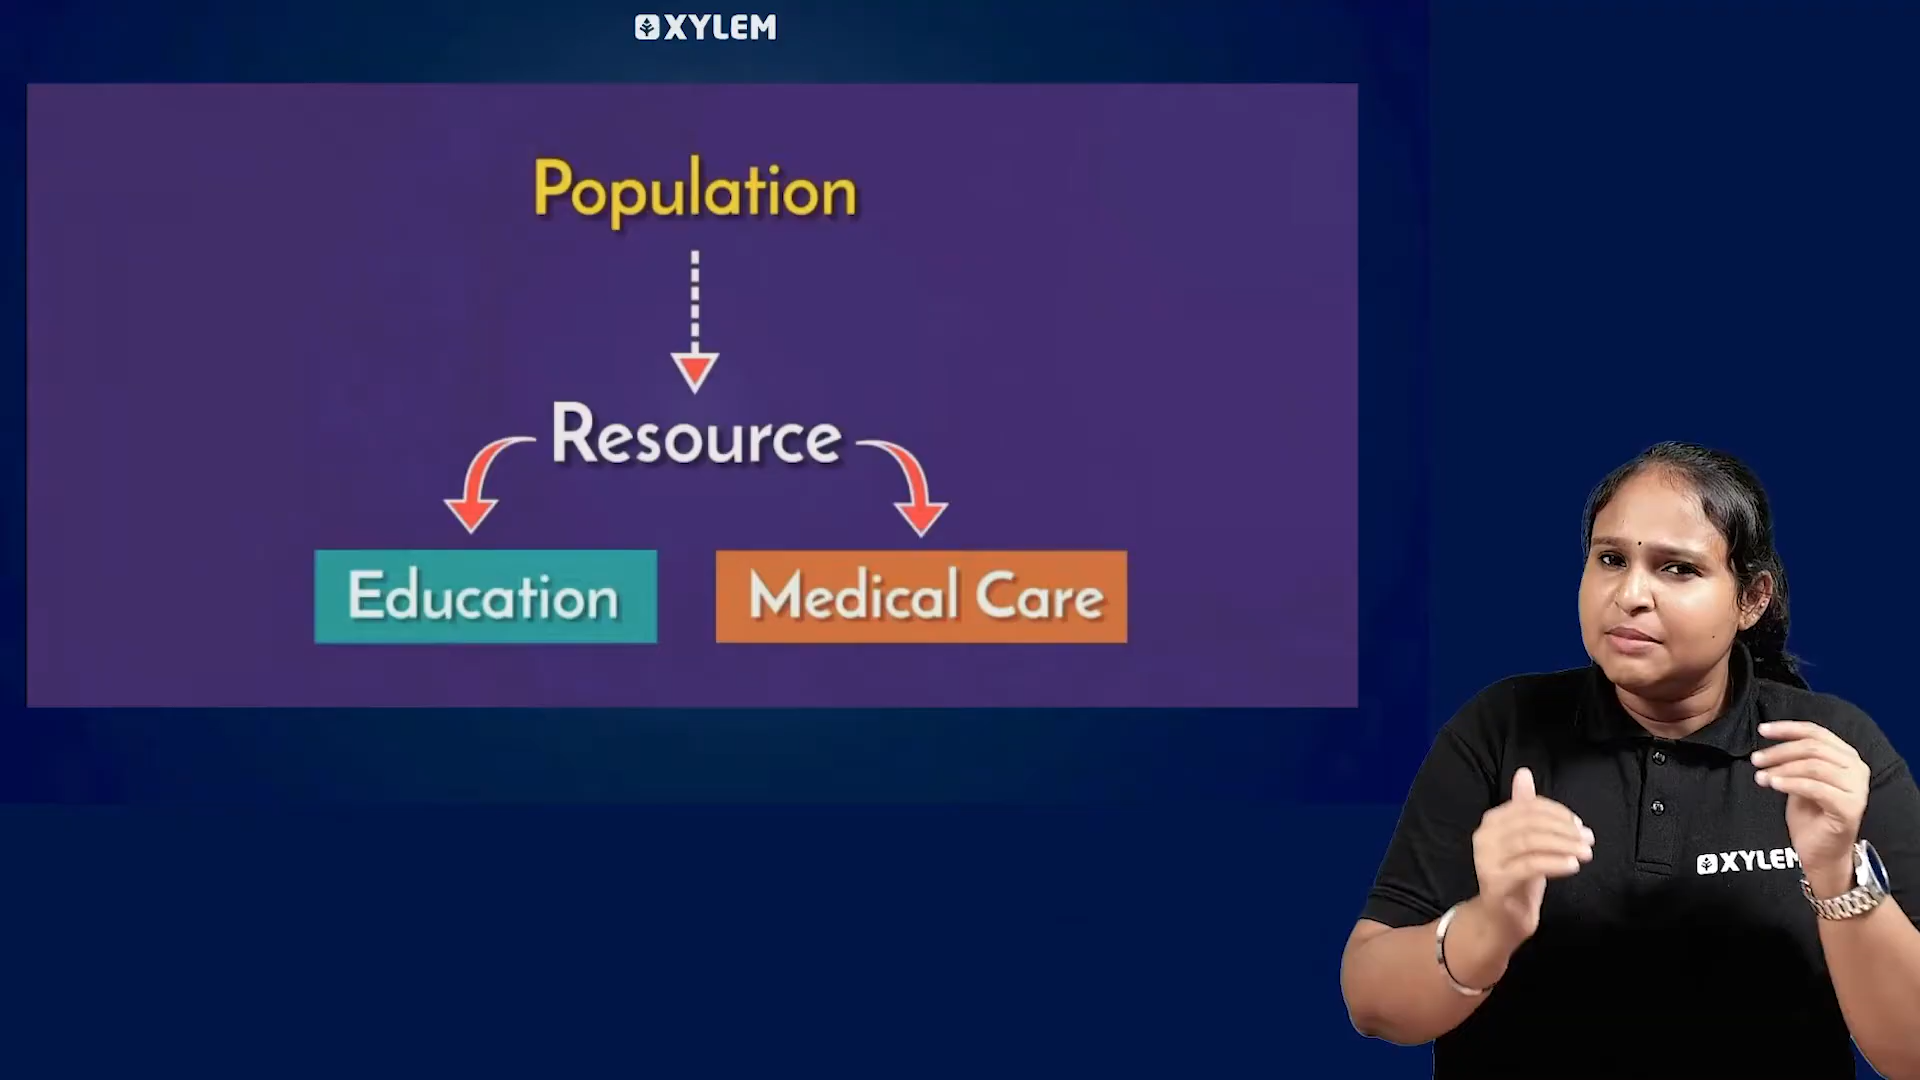 XYLEM
Population
Resource
Education
Medical Care
XYLEM